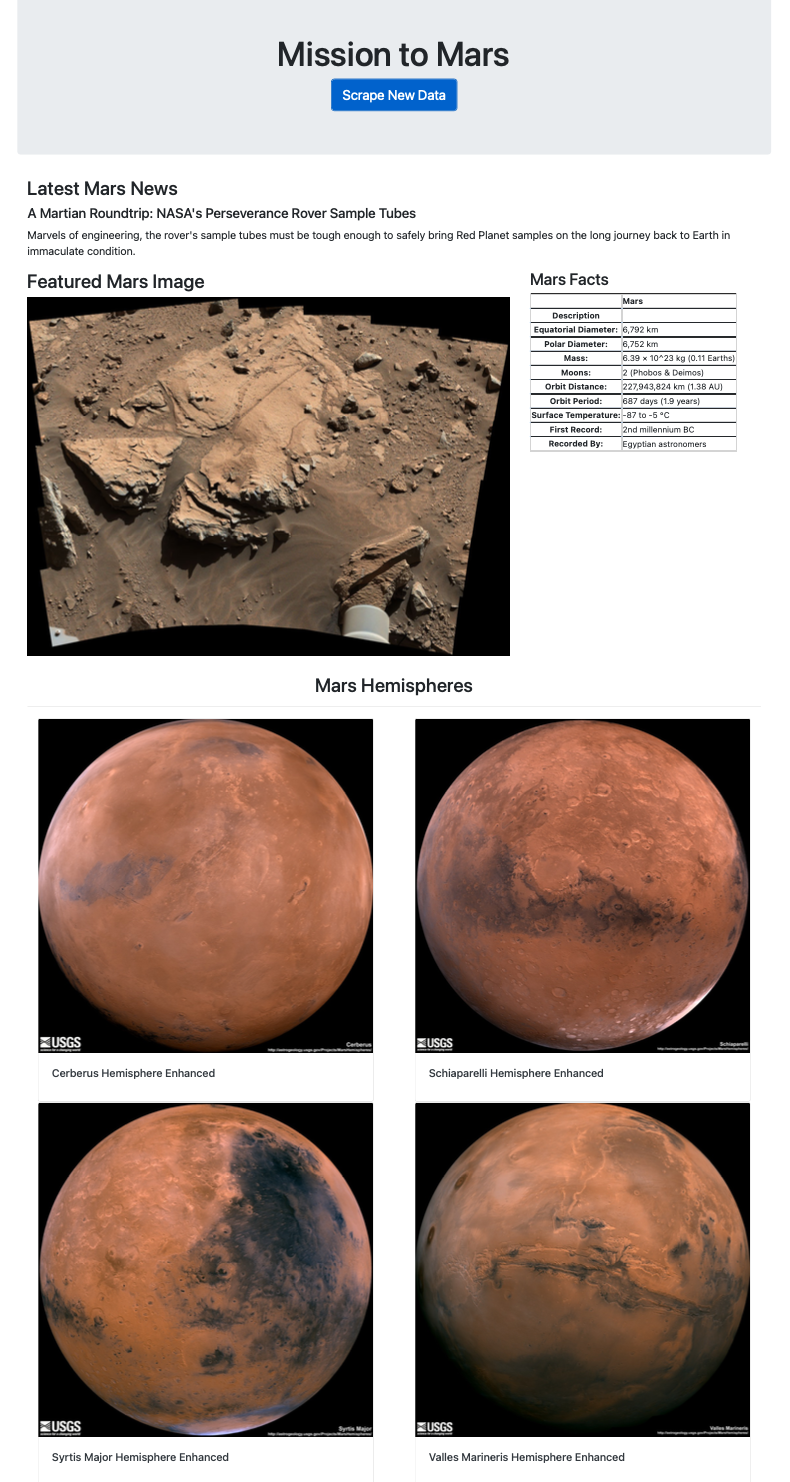 Mission to Mars
Scrape New Data
Latest Mars News
A Martian Roundtrip: NASA's Perseverance Rover Sample Tubes
Marvels of engineering, the rover's sample tubes must be tough enough to safely bring Red Planet samples on the long journey back to Earth in
immaculate condition.
Featured Mars Image
Mars Facts
Mars
Description
Equatorial Diameter: 6,792 km
Polar Diameter: 6,752 km
Mass: 6.39 × 10^23 kg (0.11 Earths)
Moons: 2 (Phobos & Deimos)
Orbit Distance: 227,943,824 km (1.38 AU)
Orbit Period: 687 days (1.9 years)
Surface Temperature: -87 to -5 °C
First Record: 2nd millennium BC
Recorded By: Egyptian astronomers
Mars Hemispheres
USGS
Cerberus
USGS
Schiaparelli
Cerberus Hemisphere Enhanced
Schiaparelli Hemisphere Enhanced
USGS
Syrtis Major
USGS
Valles Marineris
Syrtis Major Hemisphere Enhanced
Valles Marineris Hemisphere Enhanced